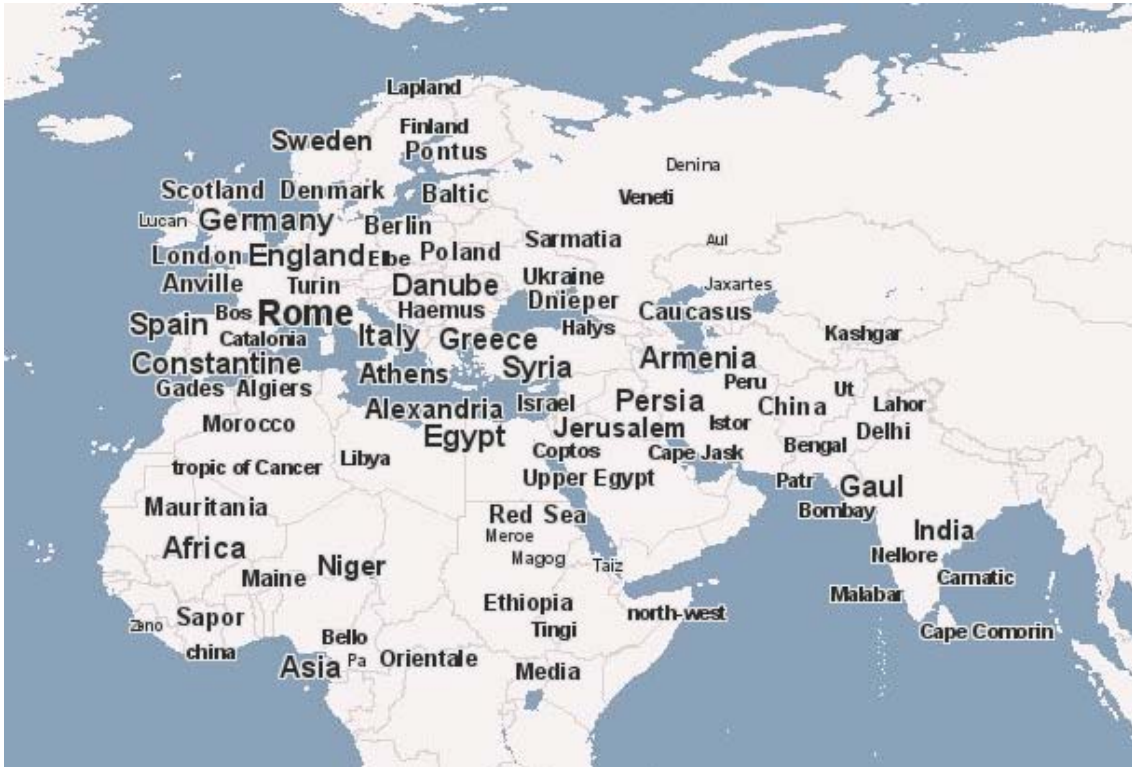 Lapland
Finland
Sweden
Pontus
Denina
Scotland
Denmark
Baltic
Veneti
Lucan
Germany
Berlin
Sarmatia
Aul
London
England
Elbe
Poland
Anville
Turin
Danube
Ukraine
Jaxartes
Bos
Rome
Haemus
Dnieper
Caucasus
Spain
Catalonia
Italy
Greece
Halys
Kashgar
Constantine
Athens
Syria
Armenia
Gades
Algiers
Peru
Ut
Alexandria
Israel
Persia
China
Lahor
Morocco
Egypt
Jerusalem
Istor
Delhi
tropic of Cancer
Libya
Coptos
Cape Jask
Bengal
Upper Egypt
Patr
Gaul
Mauritania
Red Sea
Bombay
Africa
Meroe
India
Maine
Niger
Magog
Taiz
Nellore
Carnatic
Sapor
Ethiopia
north-west
Malabar
Zeno
china
Bello
Tingi
Cape Comorin
Asia
Pa
Orientale
Media